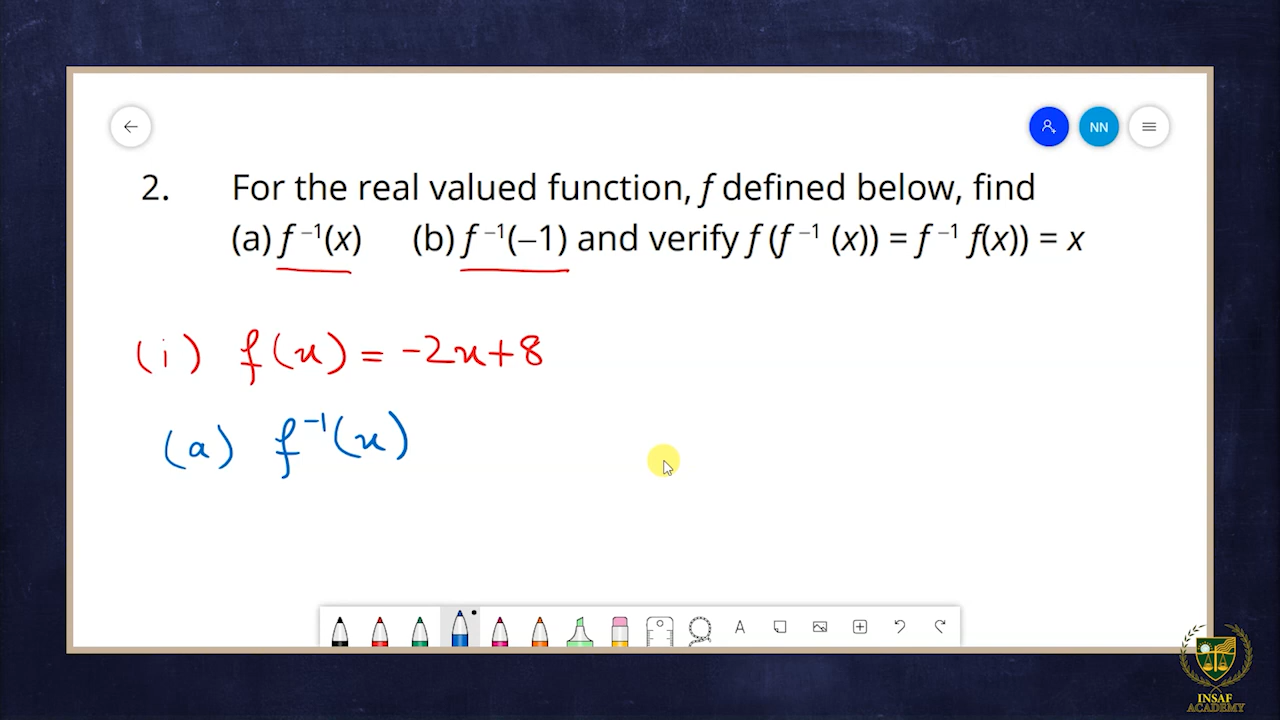 NN
2. For the real valued function, f defined below, find
(a) f ⁻¹(x) (b) f ⁻¹(–1) and verify f (f ⁻¹ (x)) = f ⁻¹ f(x)) = x
(i) f(x) = -2x+8
(a) f⁻¹(x)
A
INSAF
ACADEMY